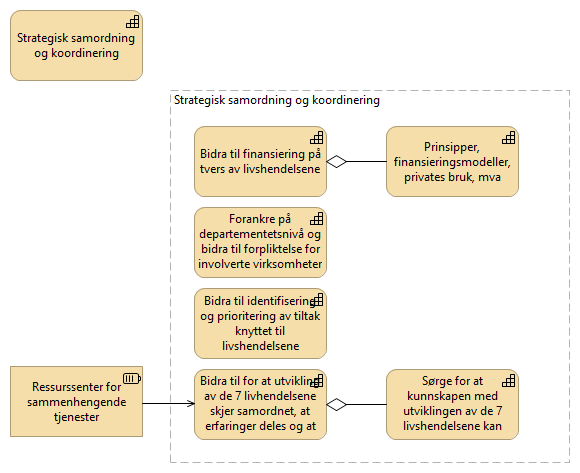 Strategisk samordning
og koordinering
Strategisk samordning og koordinering
Bidra til finansiering på
tvers av livshendelsene
Prinsipper,
finansieringsmodeller,
privates bruk, mva
Forankre på
departementetsnivå og
bidra til forpliktelse for
involverte virksomheter
Bidra til identifisering
og prioritering av tiltak
knyttet til
livshendelsene
Ressurssenter for
sammenhengende
tjenester
Bidra til for at utvikling
av de 7 livhendelsene
skjer samordnet, at
erfaringer deles og at
Sørge for at
kunnskapen med
utviklingen av de 7
livshendelsene kan